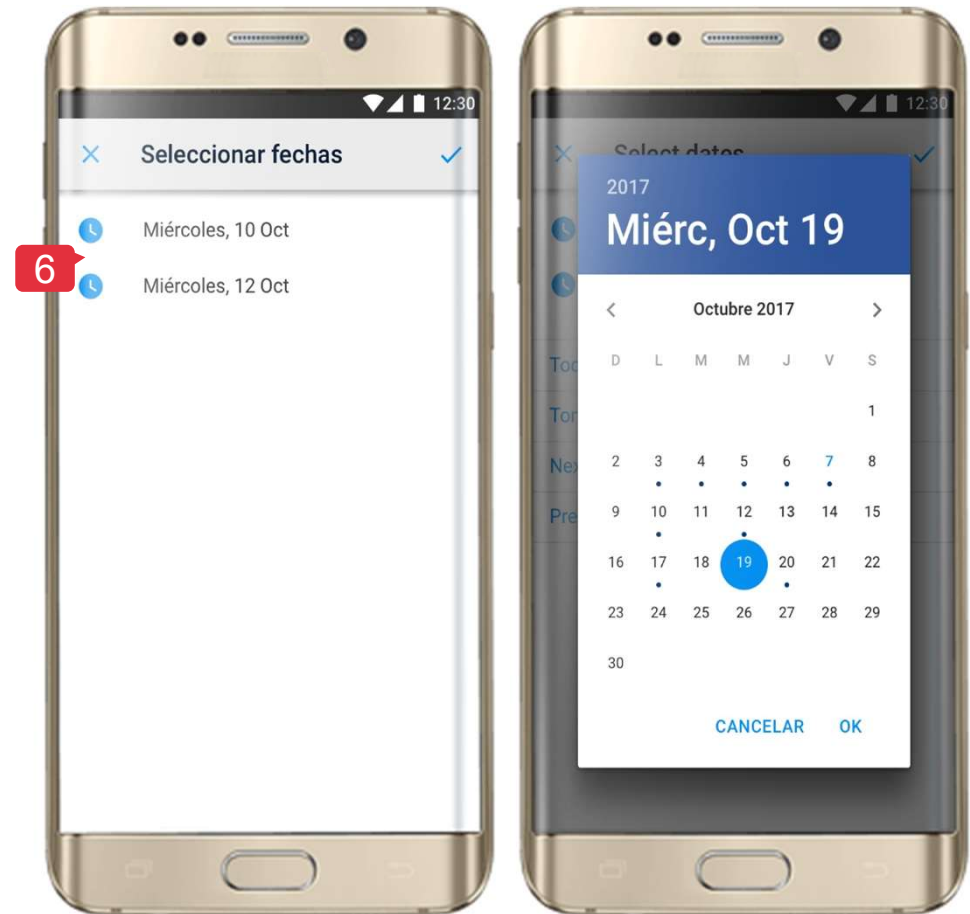 12:30
Seleccionar fechas
Miércoles, 10 Oct
6
Miércoles, 12 Oct
12:30
Select dates
2017
Miérc, Oct 19
Octubre 2017
D L M M J V S
1
2 3 4 5 6 7 8
9 10 11 12 13 14 15
16 17 18 19 20 21 22
23 24 25 26 27 28 29
30
CANCELAR OK